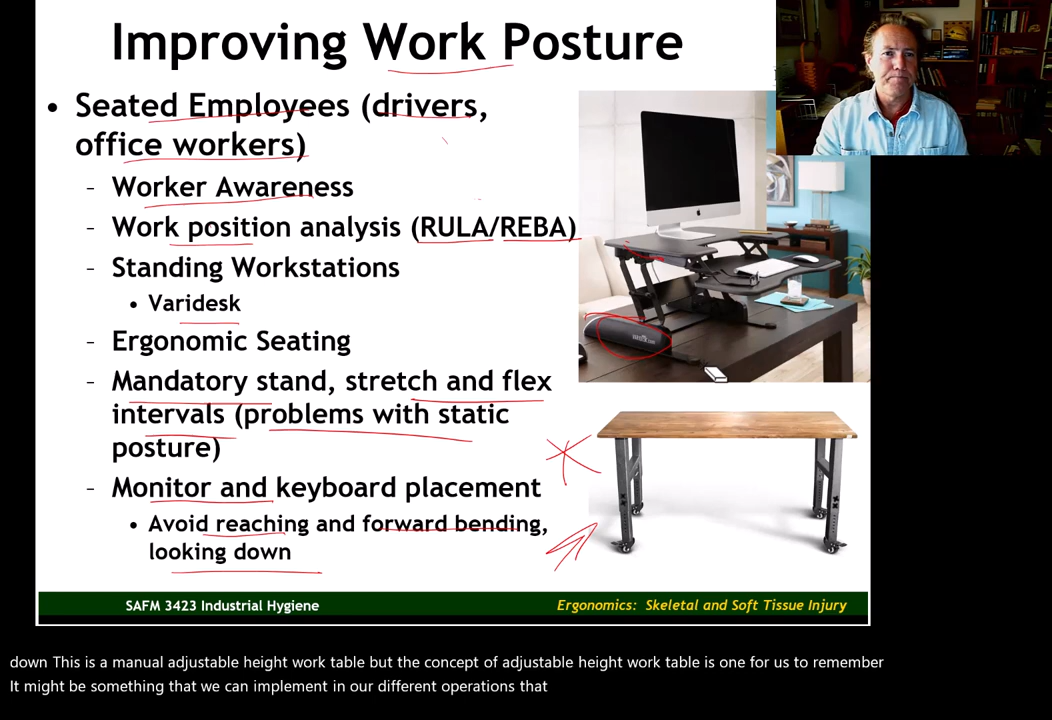 Improving Work Posture
• Seated Employees (drivers,
office workers)
- Worker Awareness
- Work position analysis (RULA/REBA)
- Standing Workstations
• Varidesk
- Ergonomic Seating
- Mandatory stand, stretch and flex
intervals (problems with static
posture)
- Monitor and keyboard placement
• Avoid reaching and forward bending,
looking down
SAFM 3423 Industrial Hygiene
Ergonomics: Skeletal and Soft Tissue Injury
down This is a manual adjustable height work table but the concept of adjustable height work table is one for us to remember
It might be something that we can implement in our different operations that